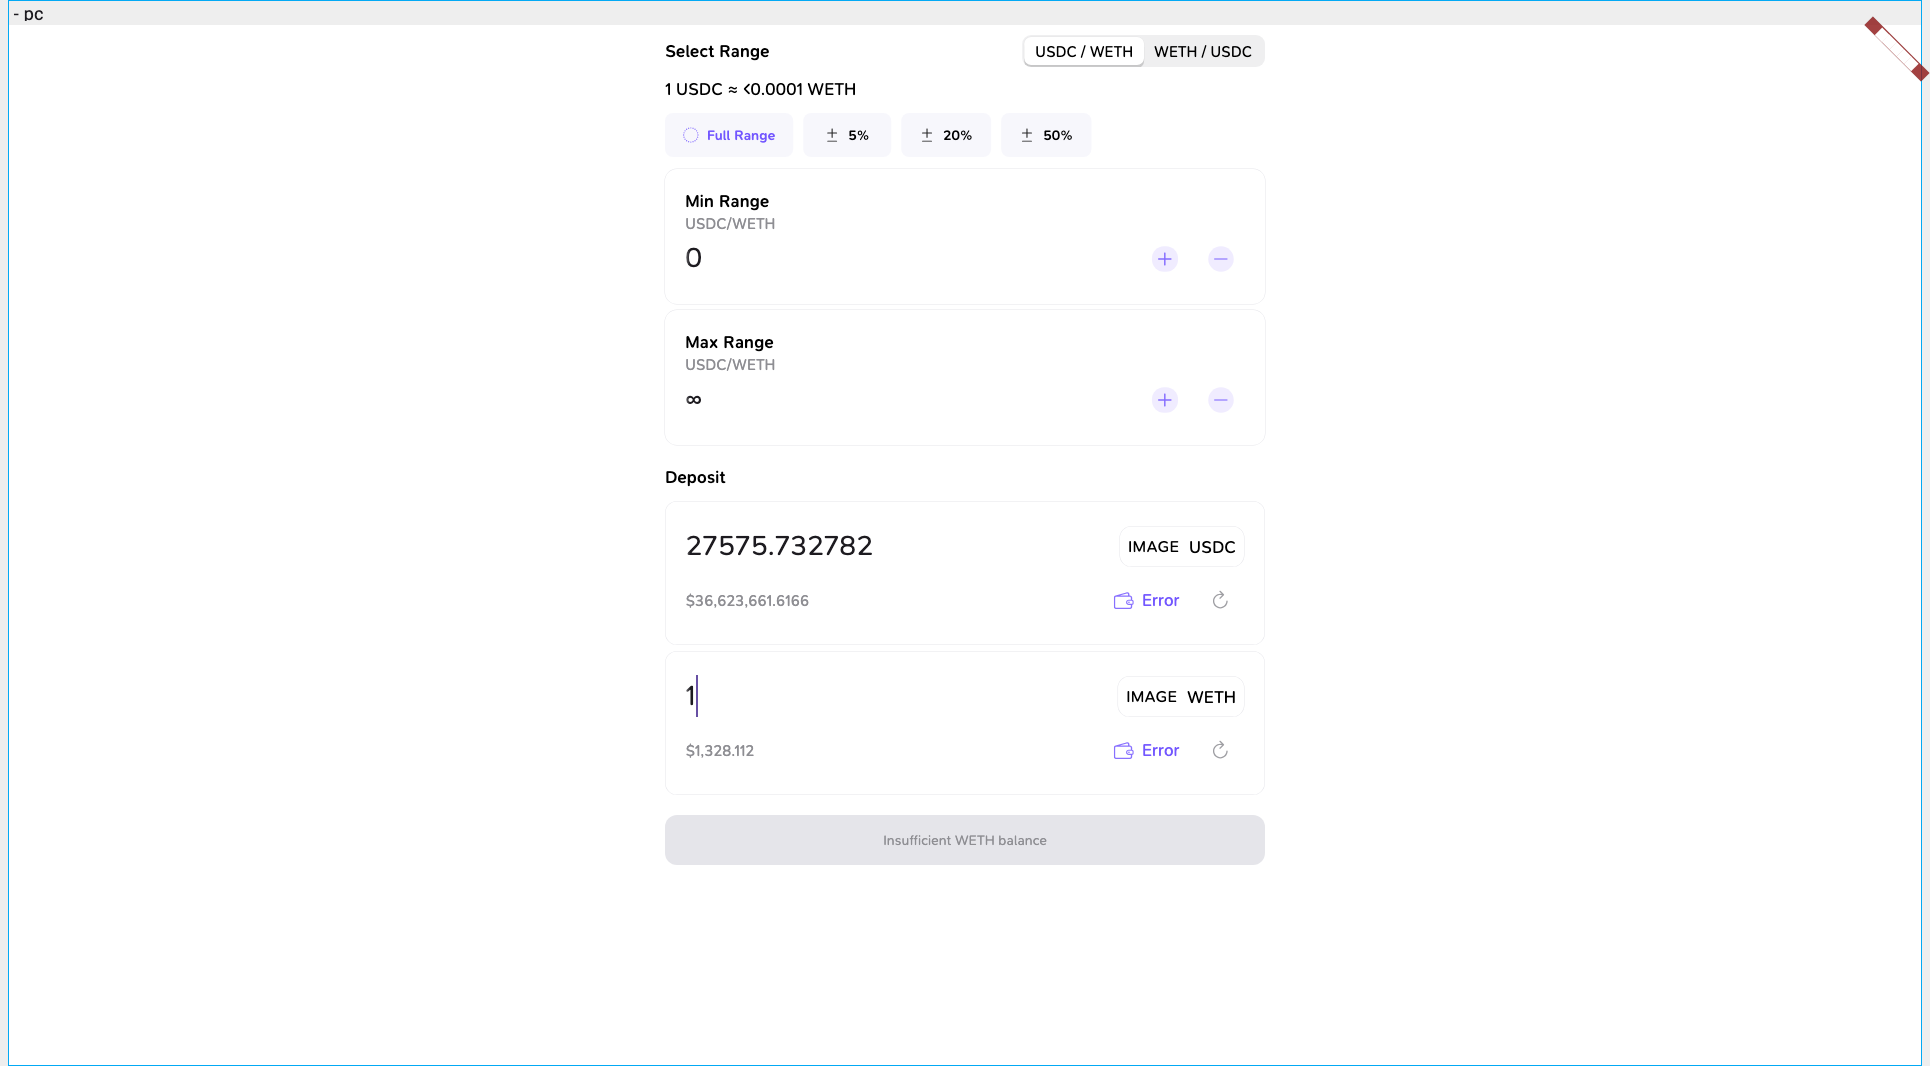 - pc
Select Range
USDC / WETH WETH / USDC
1 USDC ≈ <0.0001 WETH
Full Range ± 5% ± 20% ± 50%
Min Range
USDC/WETH
0
Max Range
USDC/WETH
∞
Deposit
27575.732782 IMAGE USDC
$36,623,661.6166 Error
1 IMAGE WETH
$1,328.112 Error
Insufficient WETH balance